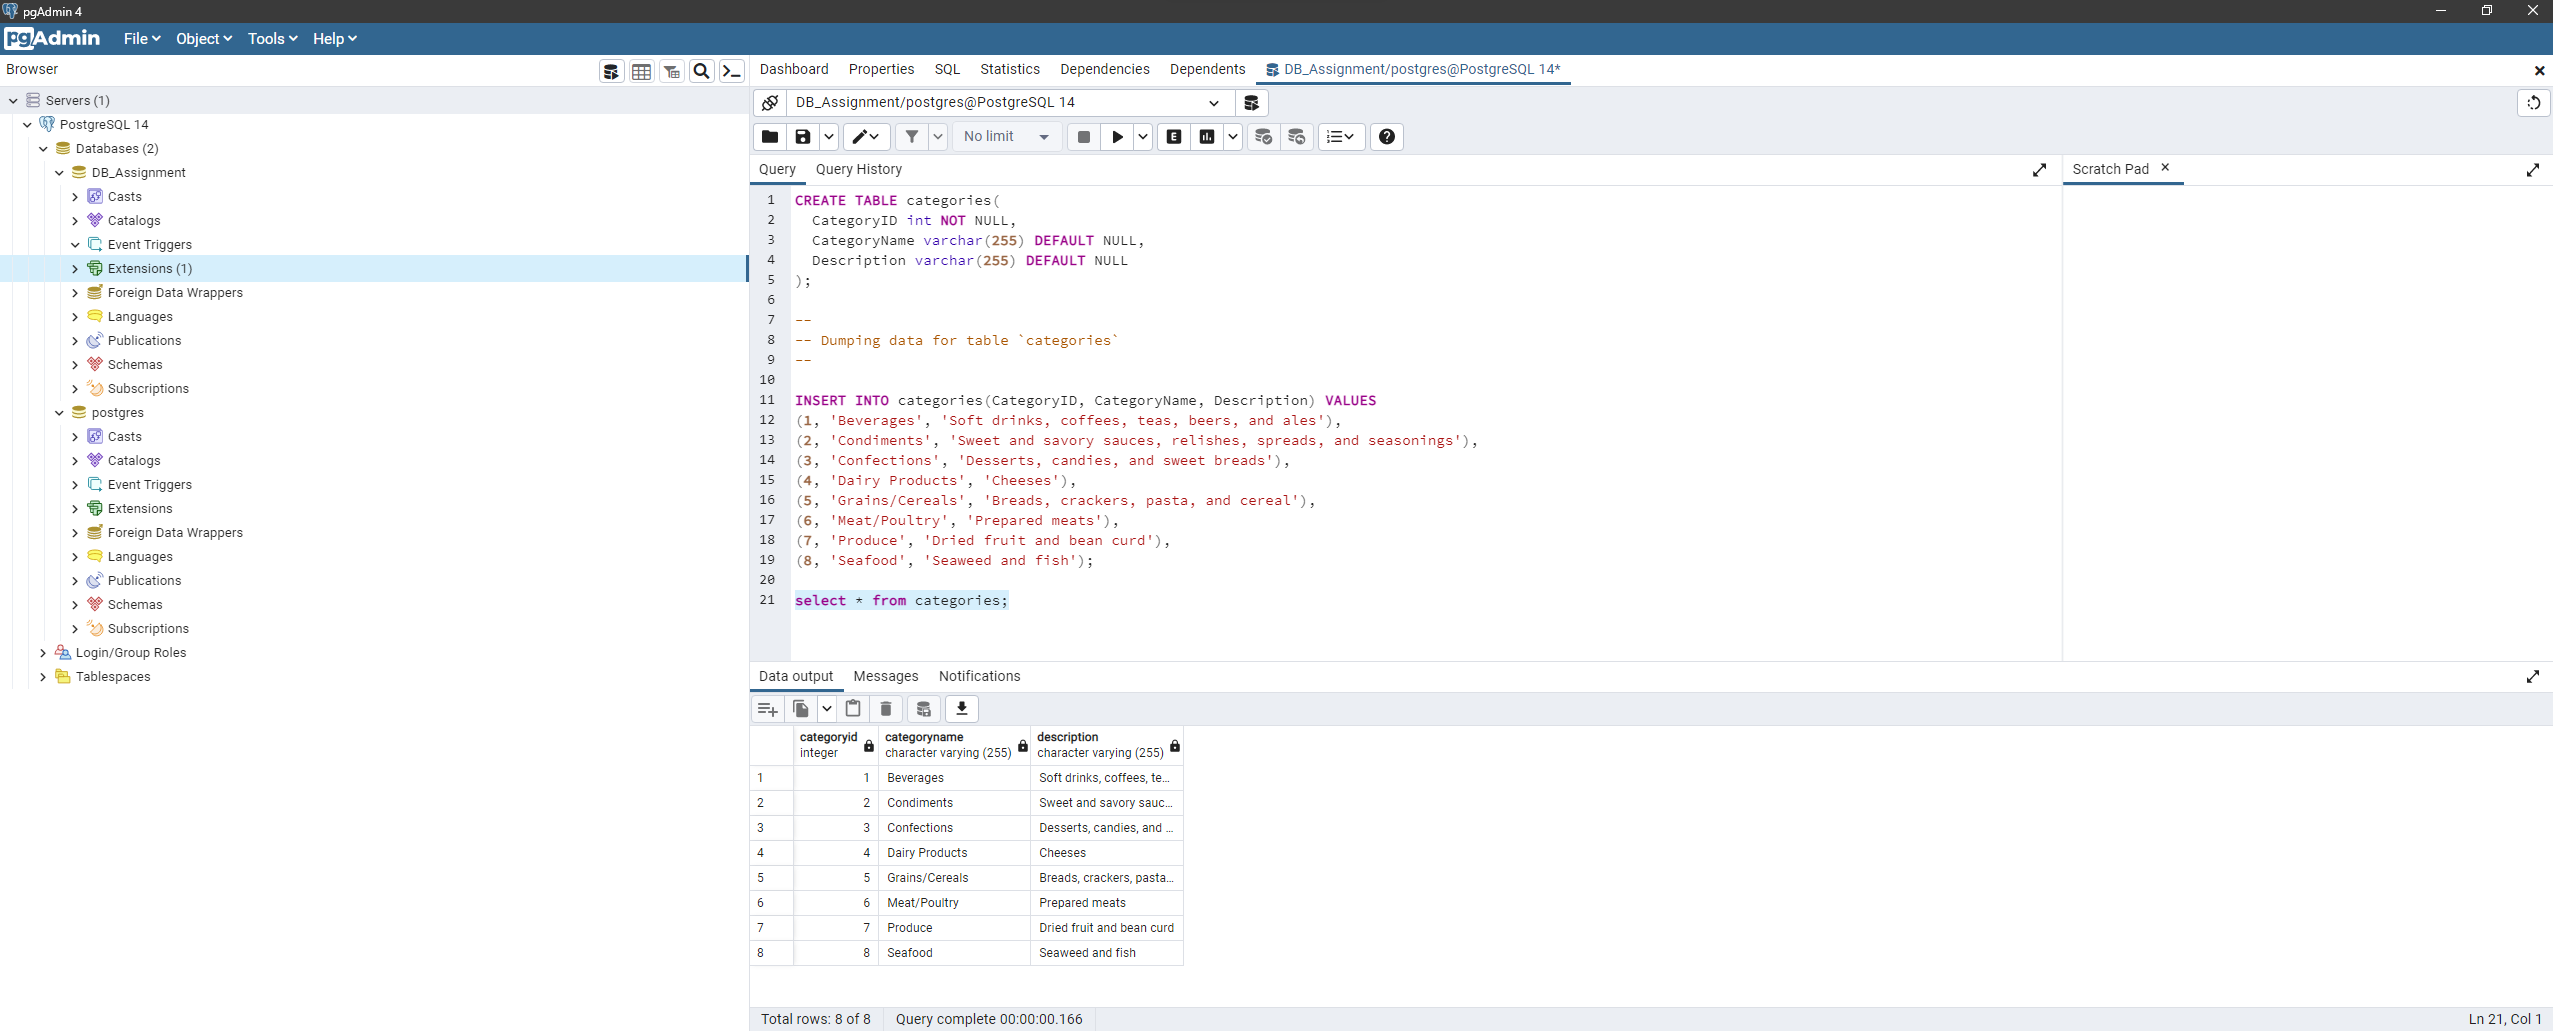 pgAdmin 4
pgAdmin File Object Tools Help
Browser
Servers (1)
PostgreSQL 14
Databases (2)
DB_Assignment
Casts
Catalogs
Event Triggers
Extensions (1)
Foreign Data Wrappers
Languages
Publications
Schemas
Subscriptions
postgres
Casts
Catalogs
Event Triggers
Extensions
Foreign Data Wrappers
Languages
Publications
Schemas
Subscriptions
Login/Group Roles
Tablespaces
Dashboard Properties SQL Statistics Dependencies Dependents DB_Assignment/postgres@PostgreSQL 14*
DB_Assignment/postgres@PostgreSQL 14
No limit E
Query Query History
Scratch Pad
1 CREATE TABLE categories(
2 CategoryID int NOT NULL,
3 CategoryName varchar(255) DEFAULT NULL,
4 Description varchar(255) DEFAULT NULL
5 );
6
7 --
8 -- Dumping data for table `categories`
9 --
10
11 INSERT INTO categories(CategoryID, CategoryName, Description) VALUES
12 (1, 'Beverages', 'Soft drinks, coffees, teas, beers, and ales'),
13 (2, 'Condiments', 'Sweet and savory sauces, relishes, spreads, and seasonings'),
14 (3, 'Confections', 'Desserts, candies, and sweet breads'),
15 (4, 'Dairy Products', 'Cheeses'),
16 (5, 'Grains/Cereals', 'Breads, crackers, pasta, and cereal'),
17 (6, 'Meat/Poultry', 'Prepared meats'),
18 (7, 'Produce', 'Dried fruit and bean curd'),
19 (8, 'Seafood', 'Seaweed and fish');
20
21 select * from categories;
Data output Messages Notifications
categoryid categoryname description
integer character varying (255) character varying (255)
1 1 Beverages Soft drinks, coffees, te...
2 2 Condiments Sweet and savory sauc...
3 3 Confections Desserts, candies, and ...
4 4 Dairy Products Cheeses
5 5 Grains/Cereals Breads, crackers, pasta...
6 6 Meat/Poultry Prepared meats
7 7 Produce Dried fruit and bean curd
8 8 Seafood Seaweed and fish
Total rows: 8 of 8 Query complete 00:00:00.166 Ln 21, Col 1